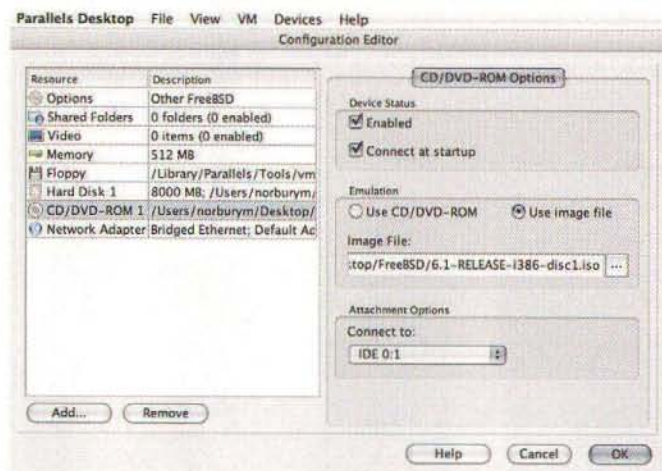 Parallels Desktop File View VM Devices Help
Configuration Editor
Resource Description
Options Other FreeBSD
Shared Folders 0 folders (0 enabled)
Video 0 items (0 enabled)
Memory 512 MB
Floppy /Library/Parallels/Tools/vm
Hard Disk 1 8000 MB; /Users/norburym/
CD/DVD-ROM 1 /Users/norburym/Desktop/
Network Adapter Bridged Ethernet; Default Ad
Add... Remove
CD/DVD-ROM Options
Device Status
Enabled
Connect at startup
Emulation
Use CD/DVD-ROM Use image file
Image File:
:top/FreeBSD/6.1-RELEASE-i386-disc1.iso ...
Attachment Options
Connect to:
IDE 0:1
Help Cancel OK